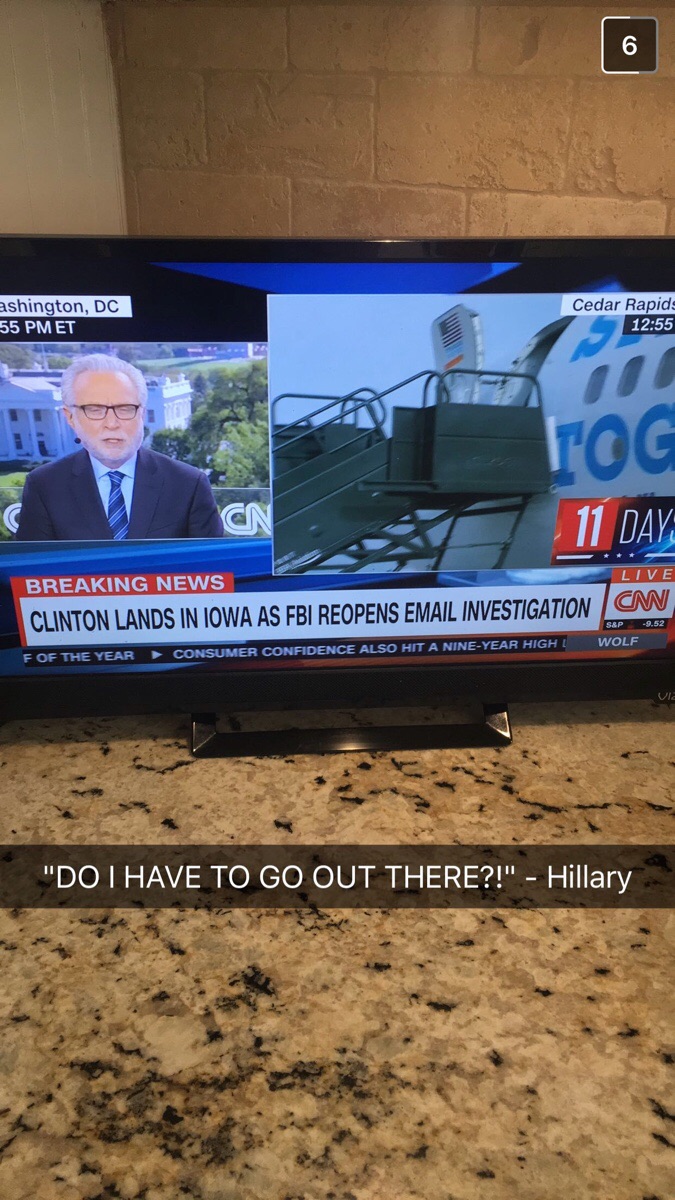 6
ashington, DC
55 PM ET
Cedar Rapids
12:55
TOG
CN
11 DAYS
BREAKING NEWS
CLINTON LANDS IN IOWA AS FBI REOPENS EMAIL INVESTIGATION
LIVE
CNN
S&P -9.52
F OF THE YEAR ▶ CONSUMER CONFIDENCE ALSO HIT A NINE-YEAR HIGH
WOLF
"DO I HAVE TO GO OUT THERE?!" - Hillary